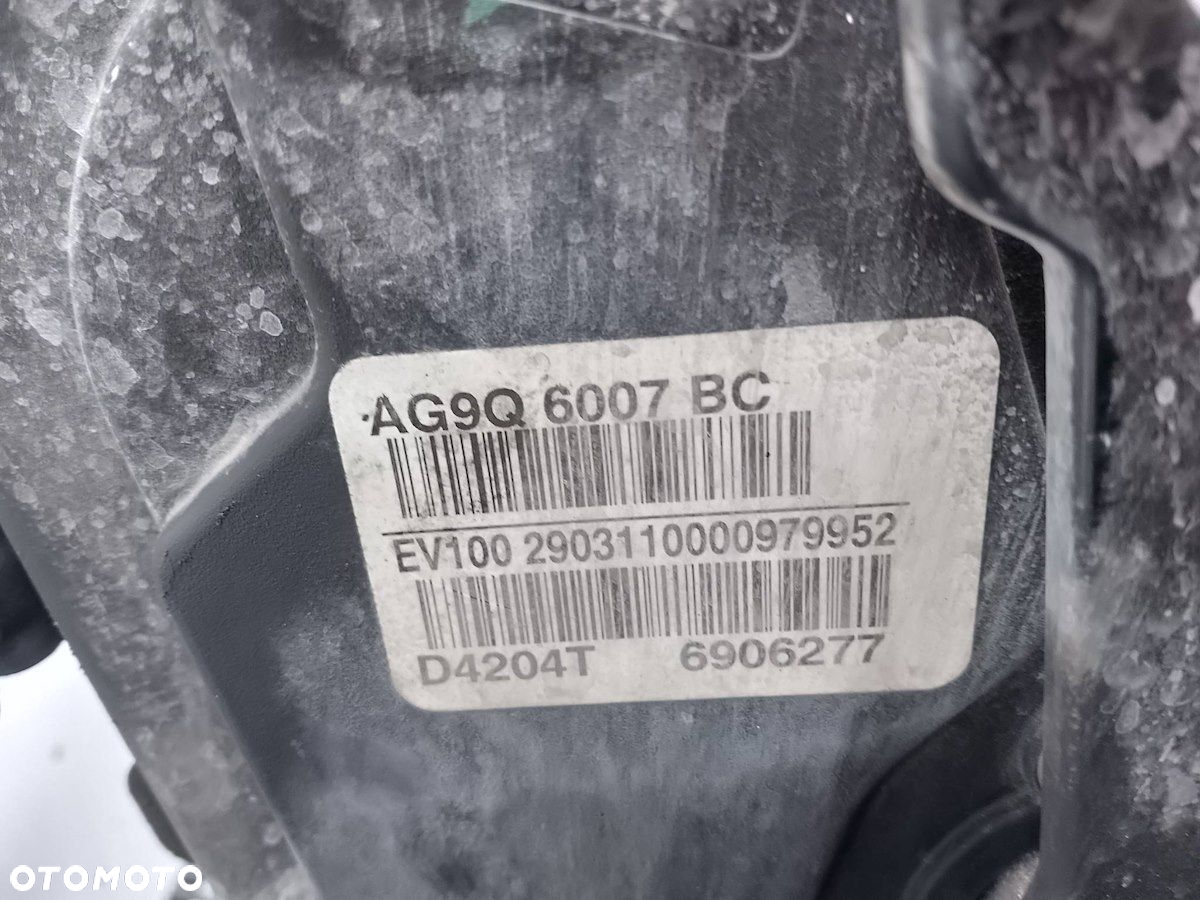 AG9Q 6007 BC
EV100 2903110000979952
D4204T 6906277
OTOMOTO